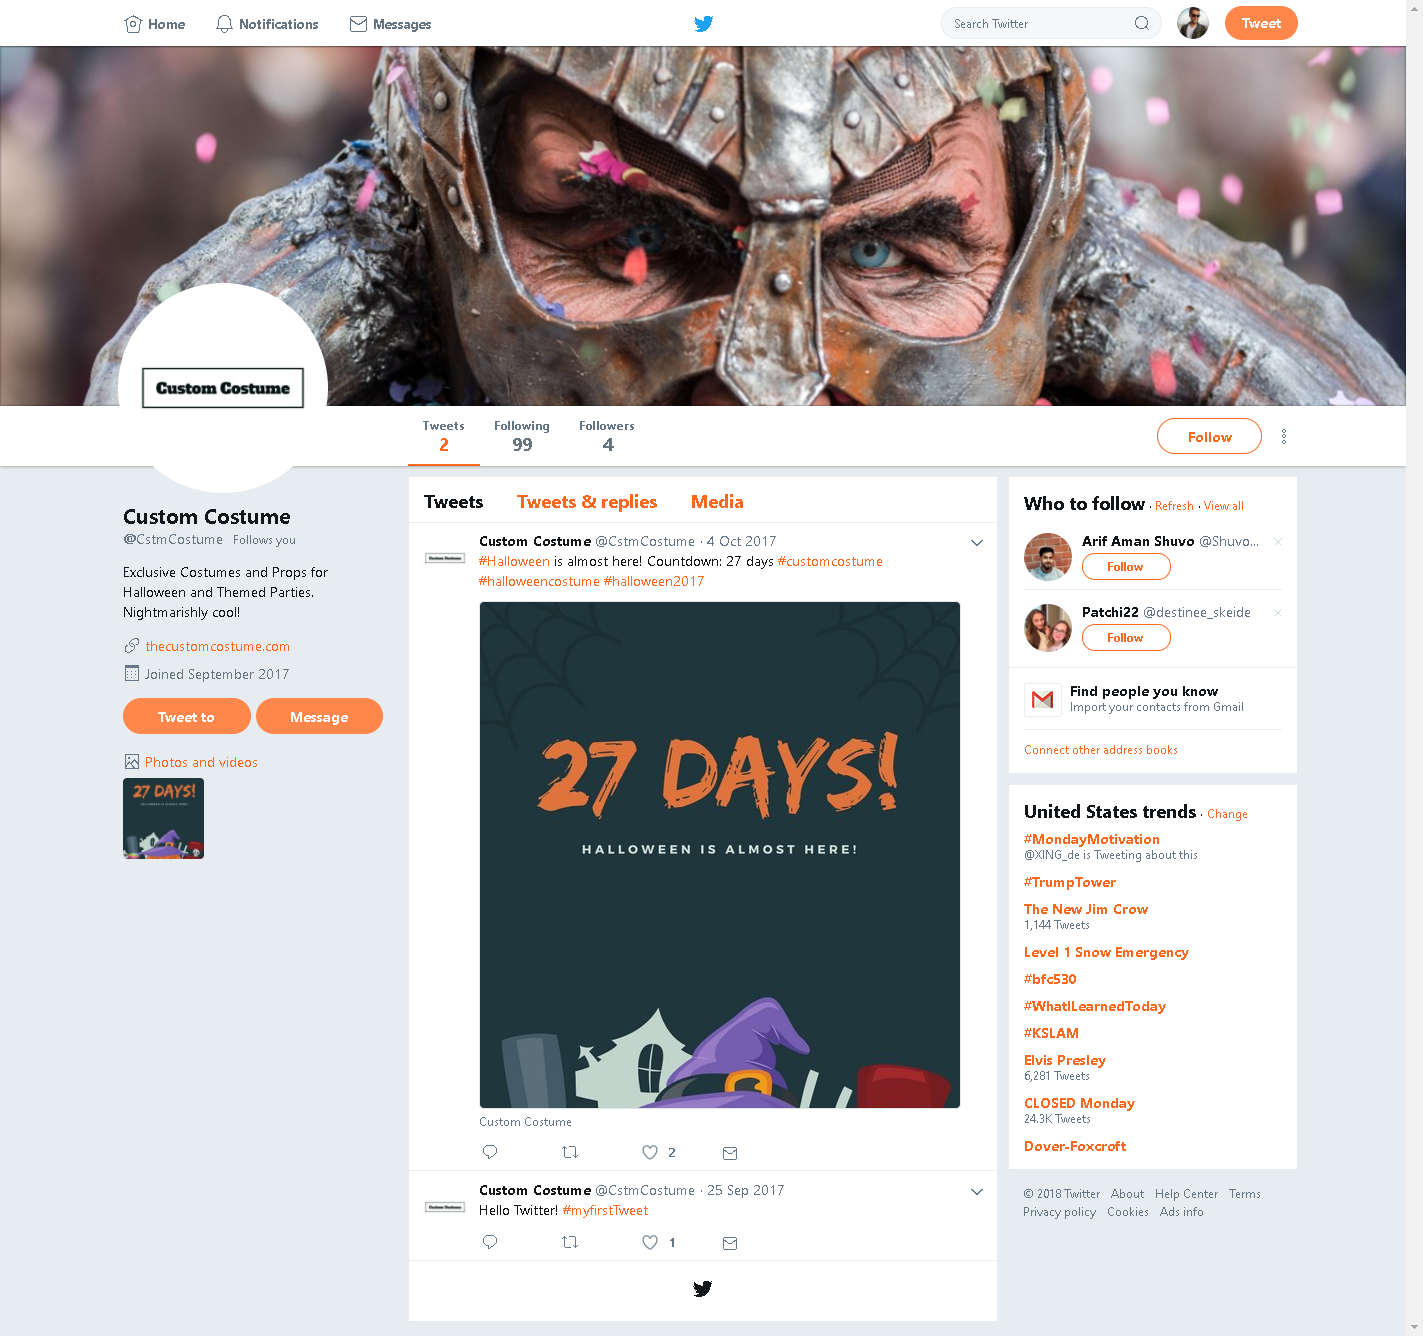 Home
Notifications
Messages
Search Twitter
Tweet
Custom Costume
Tweets
2
Following
99
Followers
4
Follow
Custom Costume
@CstmCostume Follows you
Exclusive Costumes and Props for
Halloween and Themed Parties.
Nightmarishly cool!
thecustomcostume.com
Joined September 2017
Tweet to
Message
Photos and videos
27 DAYS!
HALLOWEEN IS ALMOST HERE!
Tweets
Tweets & replies
Media
Custom Costume @CstmCostume · 4 Oct 2017
#Halloween is almost here! Countdown: 27 days #customcostume
#halloweencostume #halloween2017
27 DAYS!
HALLOWEEN IS ALMOST HERE!
Custom Costume
2
Custom Costume @CstmCostume · 25 Sep 2017
Hello Twitter! #myfirstTweet
1
Who to follow · Refresh · View all
Arif Aman Shuvo @Shuvo...
Follow
Patchi22 @destinee_skeide
Follow
Find people you know
Import your contacts from Gmail
Connect other address books
United States trends · Change
#MondayMotivation
@XING_de is Tweeting about this
#TrumpTower
The New Jim Crow
1,144 Tweets
Level 1 Snow Emergency
#bfc530
#WhatILearnedToday
#KSLAM
Elvis Presley
6,281 Tweets
CLOSED Monday
24.3K Tweets
Dover-Foxcroft
© 2018 Twitter About Help Center Terms
Privacy policy Cookies Ads info